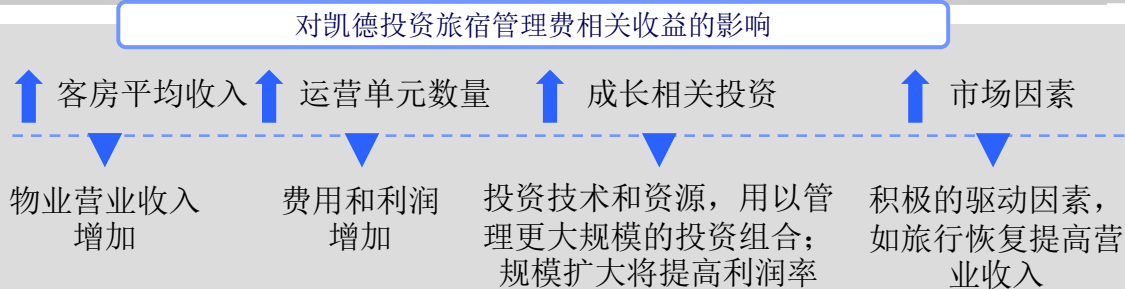 对凯德投资旅宿管理费相关收益的影响
客房平均收入
运营单元数量
成长相关投资
市场因素
物业营业收入
增加
费用和利润
增加
投资技术和资源，用以管
理更大规模的投资组合；
规模扩大将提高利润率
积极的驱动因素，
如旅行恢复提高营
业收入